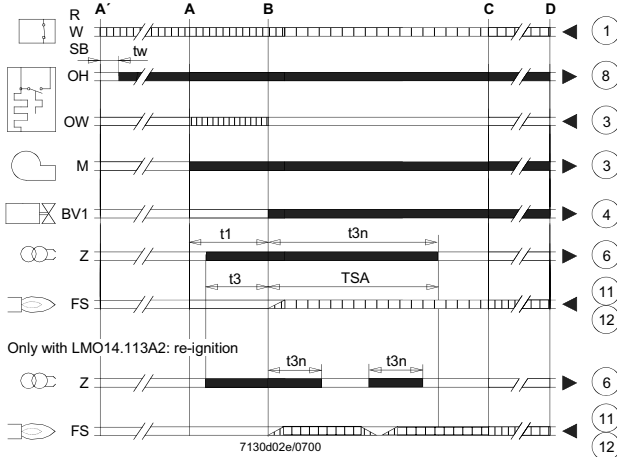 A´ A B C D
R
W
SB
1
tw
OH
8
OW
3
M
3
BV1
4
t1 t3n
Z
6
t3 TSA
11
FS
12
Only with LMO14.113A2: re-ignition
t3n t3n
Z
6
11
FS
12
7130d02e/0700